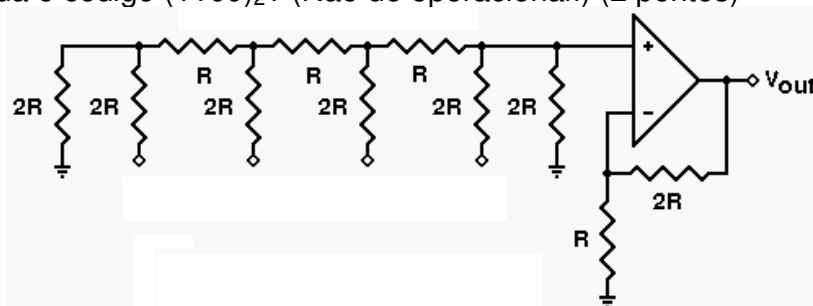 da o código (1100)₂? (Não do operacional.) (2 pontos)
R R R
2R 2R 2R 2R 2R 2R
+
−
Vout
2R
R